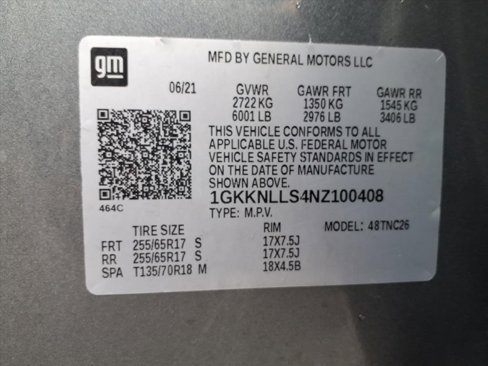 gm
MFD BY GENERAL MOTORS LLC
06/21 GVWR GAWR FRT GAWR RR
2722 KG 1350 KG 1545 KG
6001 LB 2976 LB 3406 LB
THIS VEHICLE CONFORMS TO ALL
APPLICABLE U.S. FEDERAL MOTOR
VEHICLE SAFETY STANDARDS IN EFFECT
ON THE DATE OF MANUFACTURE
SHOWN ABOVE.
1GKKNLLS4NZ100408
464C
TYPE: M.P.V. MODEL: 48TNC26
TIRE SIZE RIM
FRT 255/65R17 S 17X7.5J
RR 255/65R17 S 17X7.5J
SPA T135/70R18 M 18X4.5B